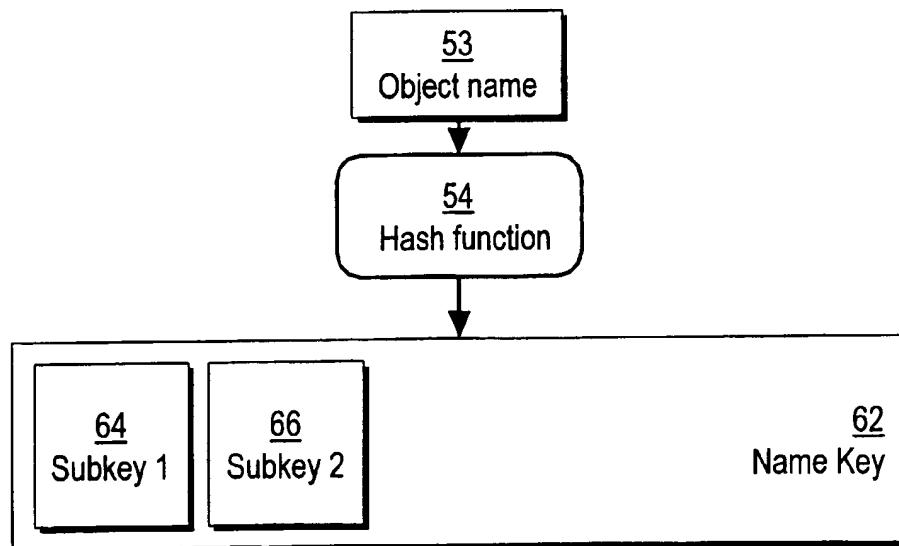 53
Object name
54
Hash function
64
Subkey 1
66
Subkey 2
62
Name Key